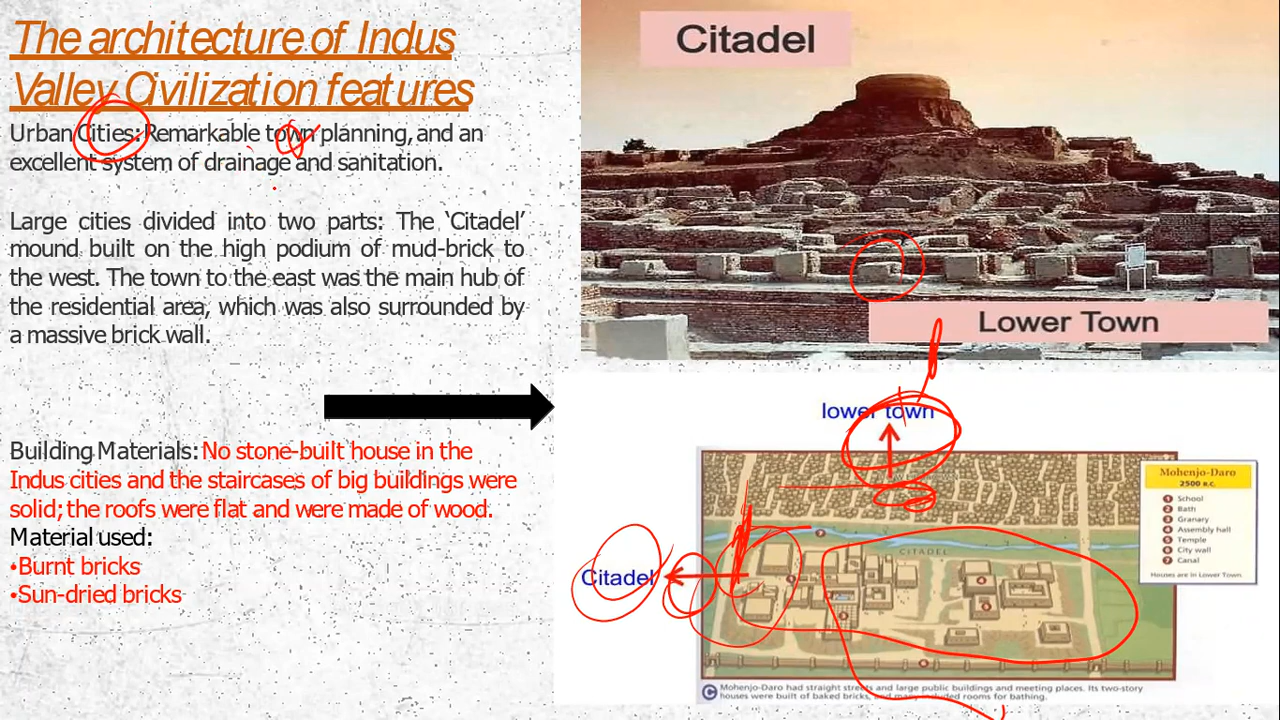 The architecture of Indus
Valley Civilization features
Urban Cities: Remarkable town planning, and an
excellent system of drainage and sanitation.
Large cities divided into two parts: The ‘Citadel’
mound built on the high podium of mud-brick to
the west. The town to the east was the main hub of
the residential area, which was also surrounded by
a massive brick wall.
Building Materials: No stone-built house in the
Indus cities and the staircases of big buildings were
solid; the roofs were flat and were made of wood.
Material used:
•Burnt bricks
•Sun-dried bricks
Citadel
Lower Town
lower town
Citadel
CITADEL
Mohenjo-Daro
2500 B.C.
1 School
2 Bath
3 Granary
4 Assembly hall
5 Temple
6 City wall
7 Canal
Houses are in Lower Town.
C Mohenjo-Daro had straight streets and large public buildings and meeting places. Its two-story
houses were built of baked bricks, and many included rooms for bathing.